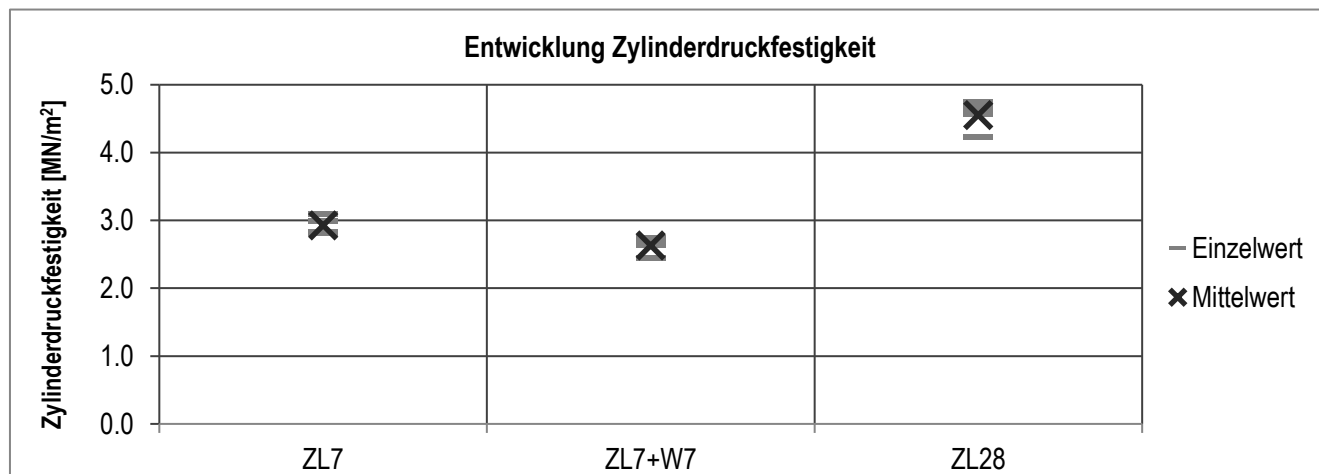 Entwicklung Zylinderdruckfestigkeit
Zylinderdruckfestigkeit [MN/m²]
5.0
4.0
3.0
2.0
1.0
0.0
ZL7 ZL7+W7 ZL28
Einzelwert
Mittelwert